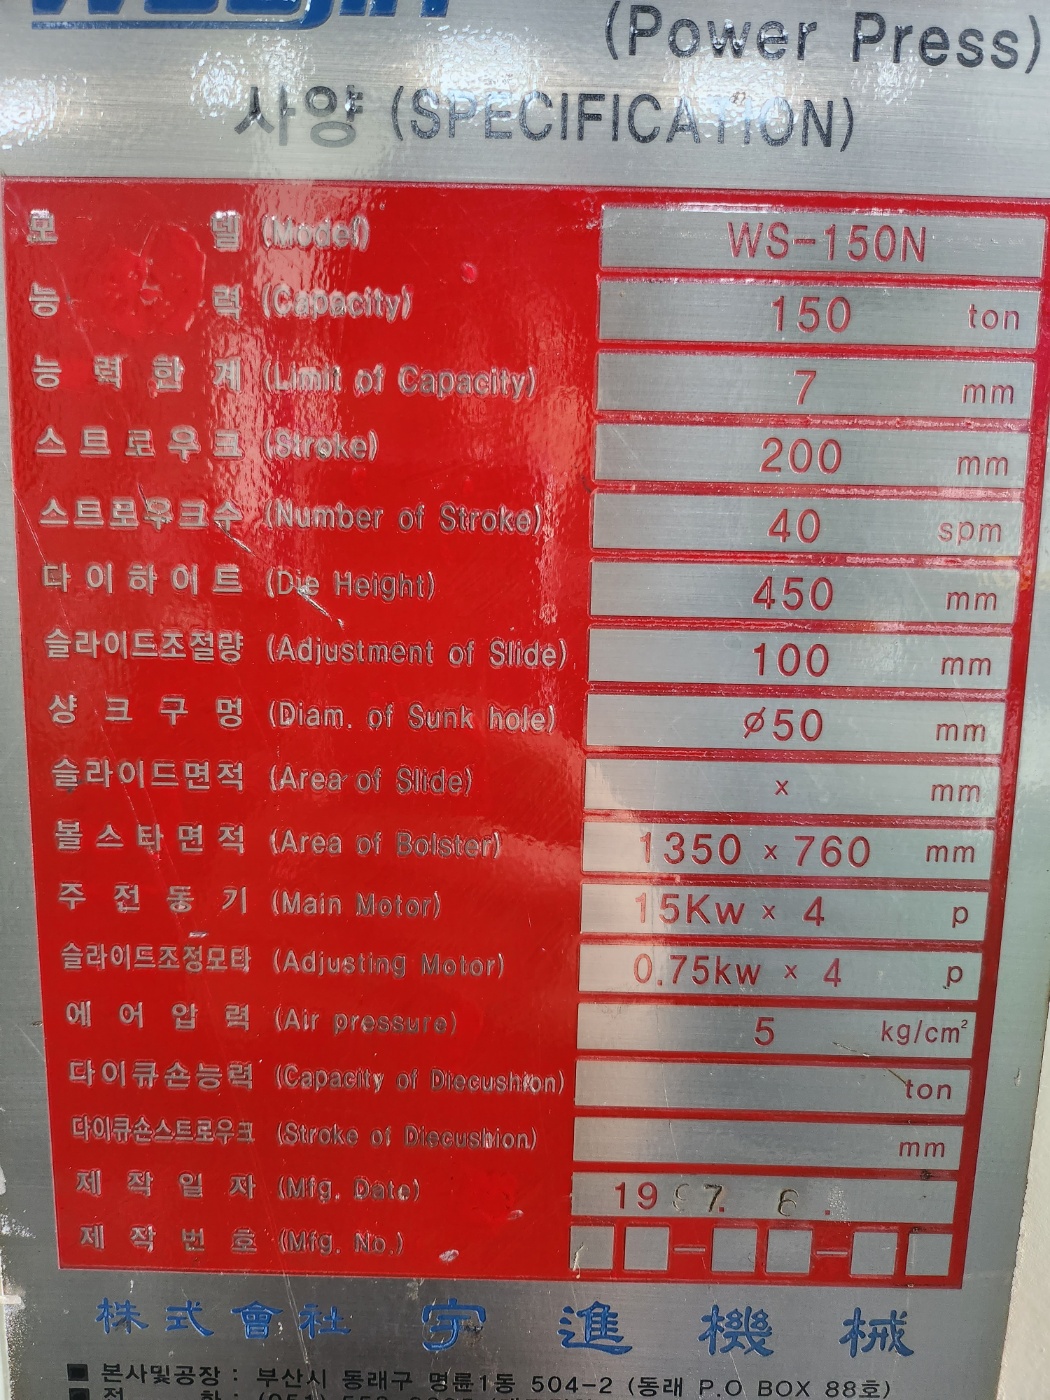 WOOJIN
(Power Press)
사양 (SPECIFICATION)
모 델 (Model) WS-150N
능 력 (Capacity) 150 ton
능 력 한 계 (Limit of Capacity) 7 mm
스트로우크 (Stroke) 200 mm
스트로우크수 (Number of Stroke) 40 spm
다이하이트 (Die Height) 450 mm
슬라이드조절량 (Adjustment of Slide) 100 mm
샹 크 구 멍 (Diam. of Sunk hole) ø50 mm
슬라이드면적 (Area of Slide) × mm
볼스타면적 (Area of Bolster) 1350 × 760 mm
주 전 동 기 (Main Motor) 15Kw × 4 p
슬라이드조정모타 (Adjusting Motor) 0.75kw × 4 p
에 어 압 력 (Air pressure) 5 kg/cm²
다이큐숀능력 (Capacity of Diecushion) ton
다이큐숀스트로우크 (Stroke of Diecushion) mm
제 작 일 자 (Mfg. Date) 19 7. 6 .
제 작 번 호 (Mfg. No.) — —
株式會社 宇進機械
■ 본사및공장 : 부산시 동래구 명륜1동 504-2 (동래 P.O BOX 88호)
■ 전 화 :